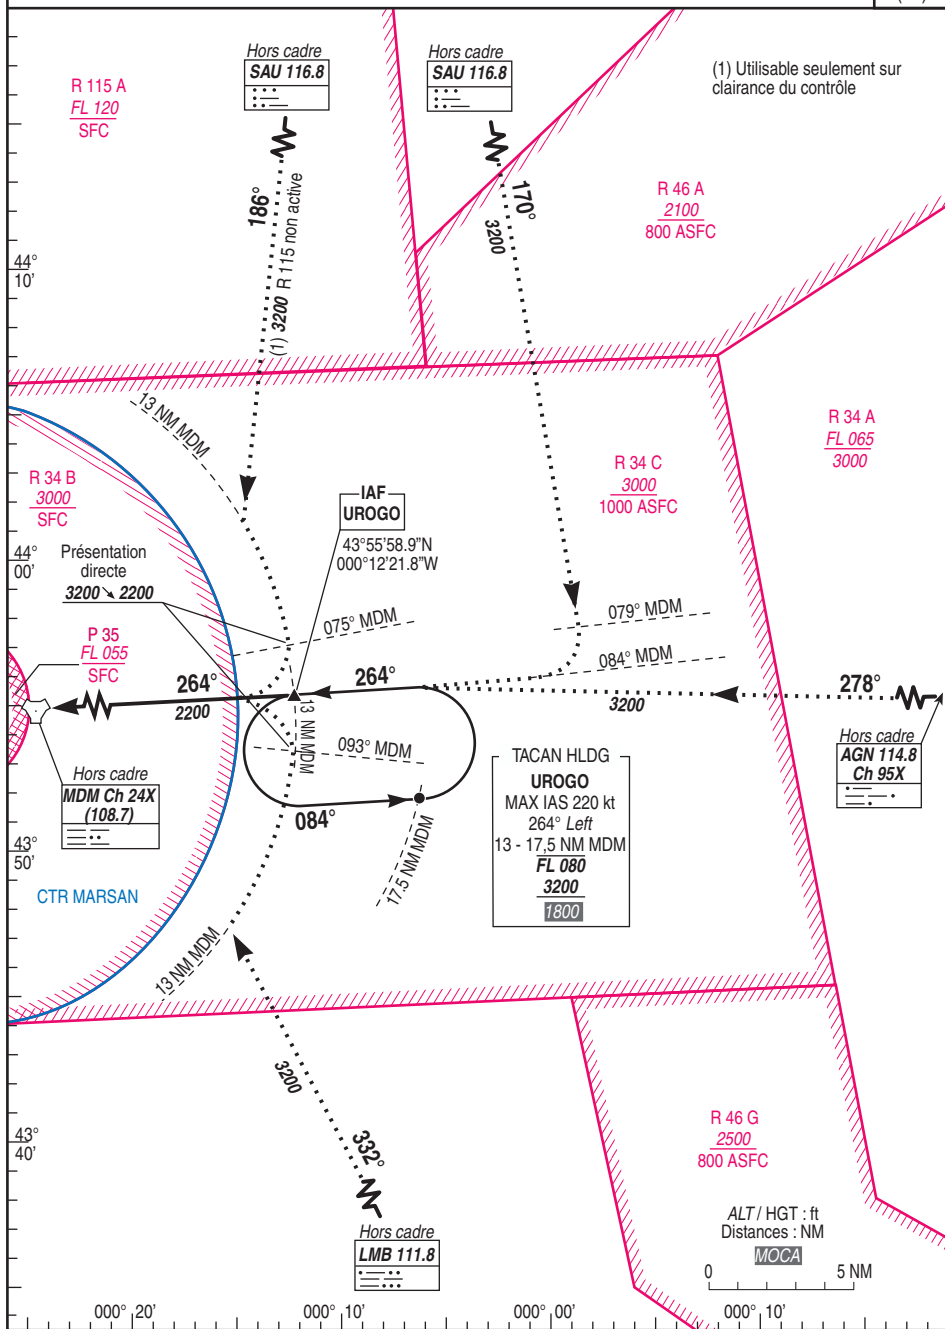 Hors cadre
SAU 116.8
Hors cadre
SAU 116.8
(1) Utilisable seulement sur
clairance du contrôle
R 115 A
FL 120
SFC
186°
(1) 3200 R 115 non active
170°
3200
R 46 A
2100
800 ASFC
44°
10'
13 NM MDM
R 34 A
FL 065
3000
R 34 B
3000
SFC
R 34 C
3000
1000 ASFC
IAF
UROGO
43°55'58.9"N
000°12'21.8"W
44°
00'
Présentation
directe
3200 ↘ 2200
075° MDM
079° MDM
084° MDM
P 35
FL 055
SFC
264°
2200
264°
3200
278°
13 NM MDM
093° MDM
Hors cadre
AGN 114.8
Ch 95X
Hors cadre
MDM Ch 24X
(108.7)
084°
17.5 NM MDM
TACAN HLDG
UROGO
MAX IAS 220 kt
264° Left
13 - 17,5 NM MDM
FL 080
3200
1800
43°
50'
CTR MARSAN
13 NM MDM
3200
332°
43°
40'
R 46 G
2500
800 ASFC
Hors cadre
LMB 111.8
ALT / HGT : ft
Distances : NM
MOCA
0 5 NM
000° 20' 000° 10' 000° 00' 000° 10'